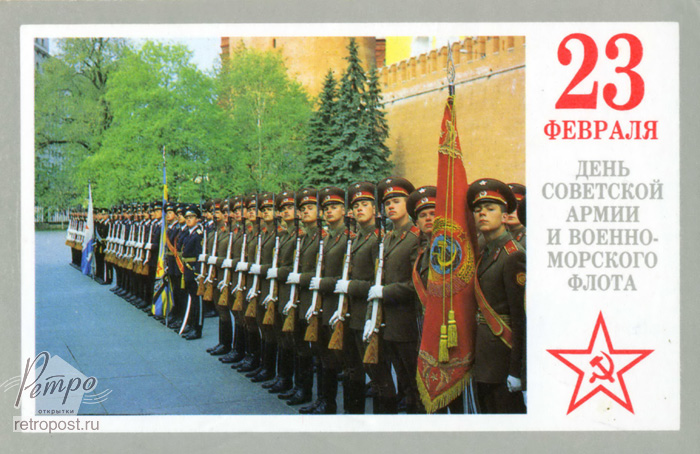 23
ФЕВРАЛЯ
ДЕНЬ
СОВЕТСКОЙ
АРМИИ
И ВОЕННО-
МОРСКОГО
ФЛОТА
Ретро
открытки
retropost.ru